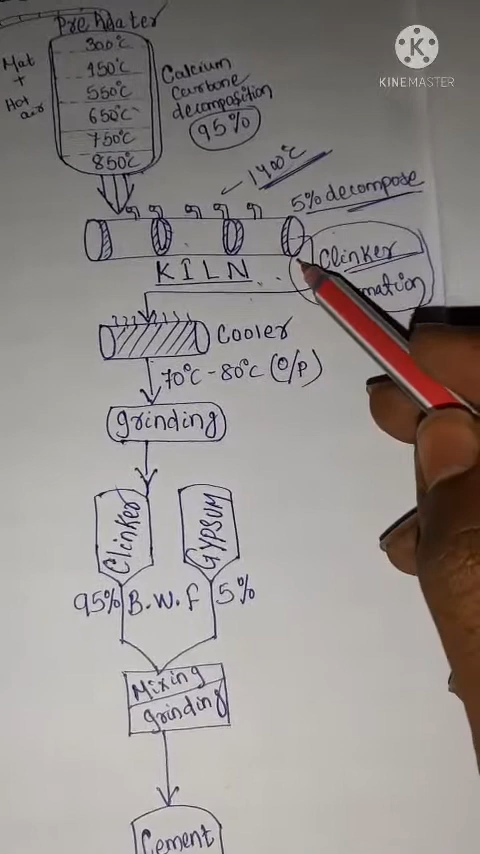 Pre Heater
300°C
450°C
550°C
650°C
750°C
850°C
Mat
+
Hot
air
Calcium
Carbone
decomposition
95%
K
KINEMASTER
1400°C
5% decompose
KILN
Clinker
mation
Cooler
70°C - 80°C (O/P)
grinding
Clinker
GYPSUM
95% B.W.F 5%
Mixing
grinding
Cement